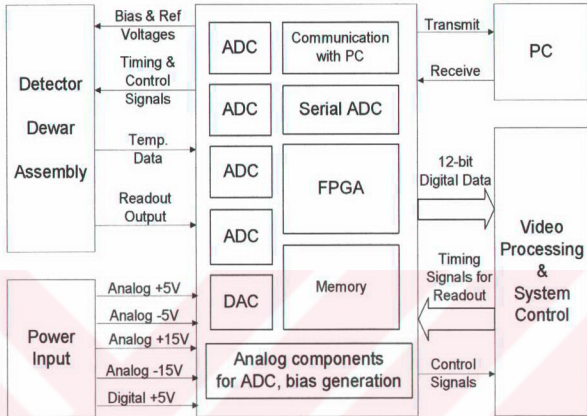 Detector
Dewar
Assembly
Bias & Ref
Voltages
Timing &
Control
Signals
Temp.
Data
Readout
Output
Power
Input
Analog +5V
Analog -5V
Analog +15V
Analog -15V
Digital +5V
ADC
ADC
ADC
ADC
DAC
Communication
with PC
Serial ADC
FPGA
Memory
Analog components
for ADC, bias generation
Transmit
Receive
PC
12-bit
Digital Data
Timing
Signals for
Readout
Control
Signals
Video
Processing
&
System
Control